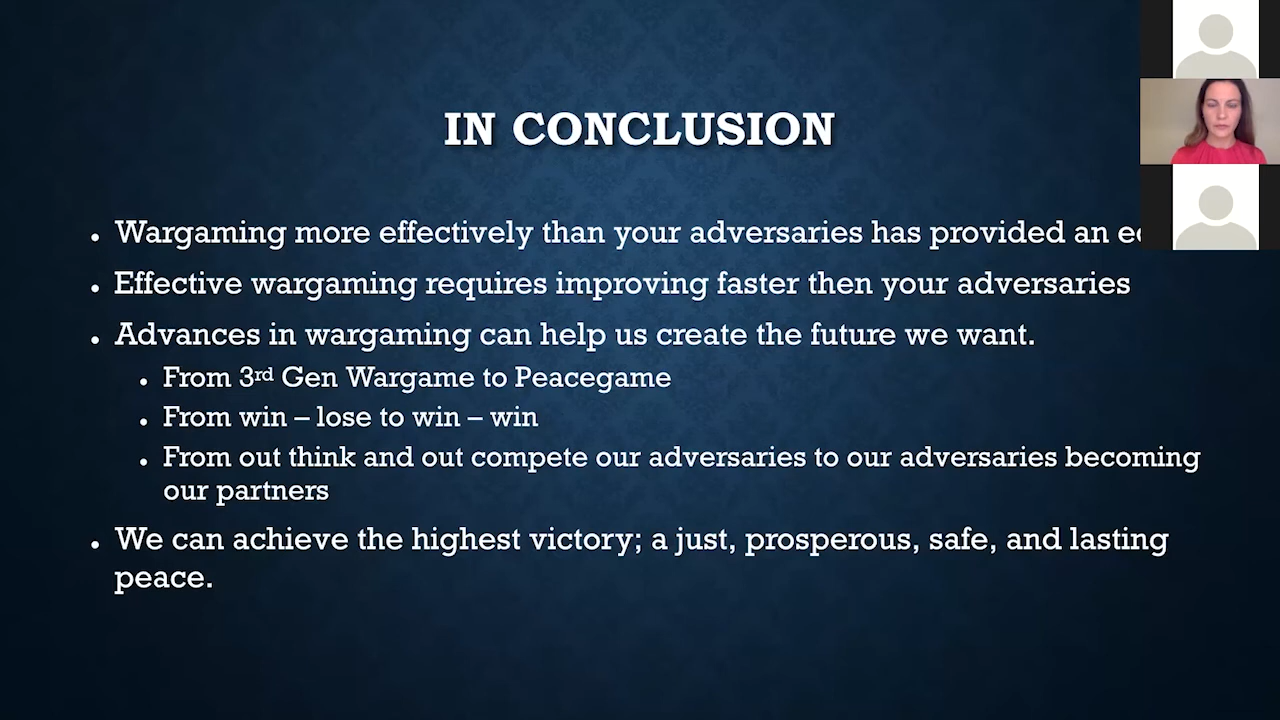 IN CONCLUSION
Wargaming more effectively than your adversaries has provided an
Effective wargaming requires improving faster then your adversaries
Advances in wargaming can help us create the future we want.
From 3rd Gen Wargame to Peacegame
From win – lose to win – win
From out think and out compete our adversaries to our adversaries becoming
our partners
We can achieve the highest victory; a just, prosperous, safe, and lasting
peace.